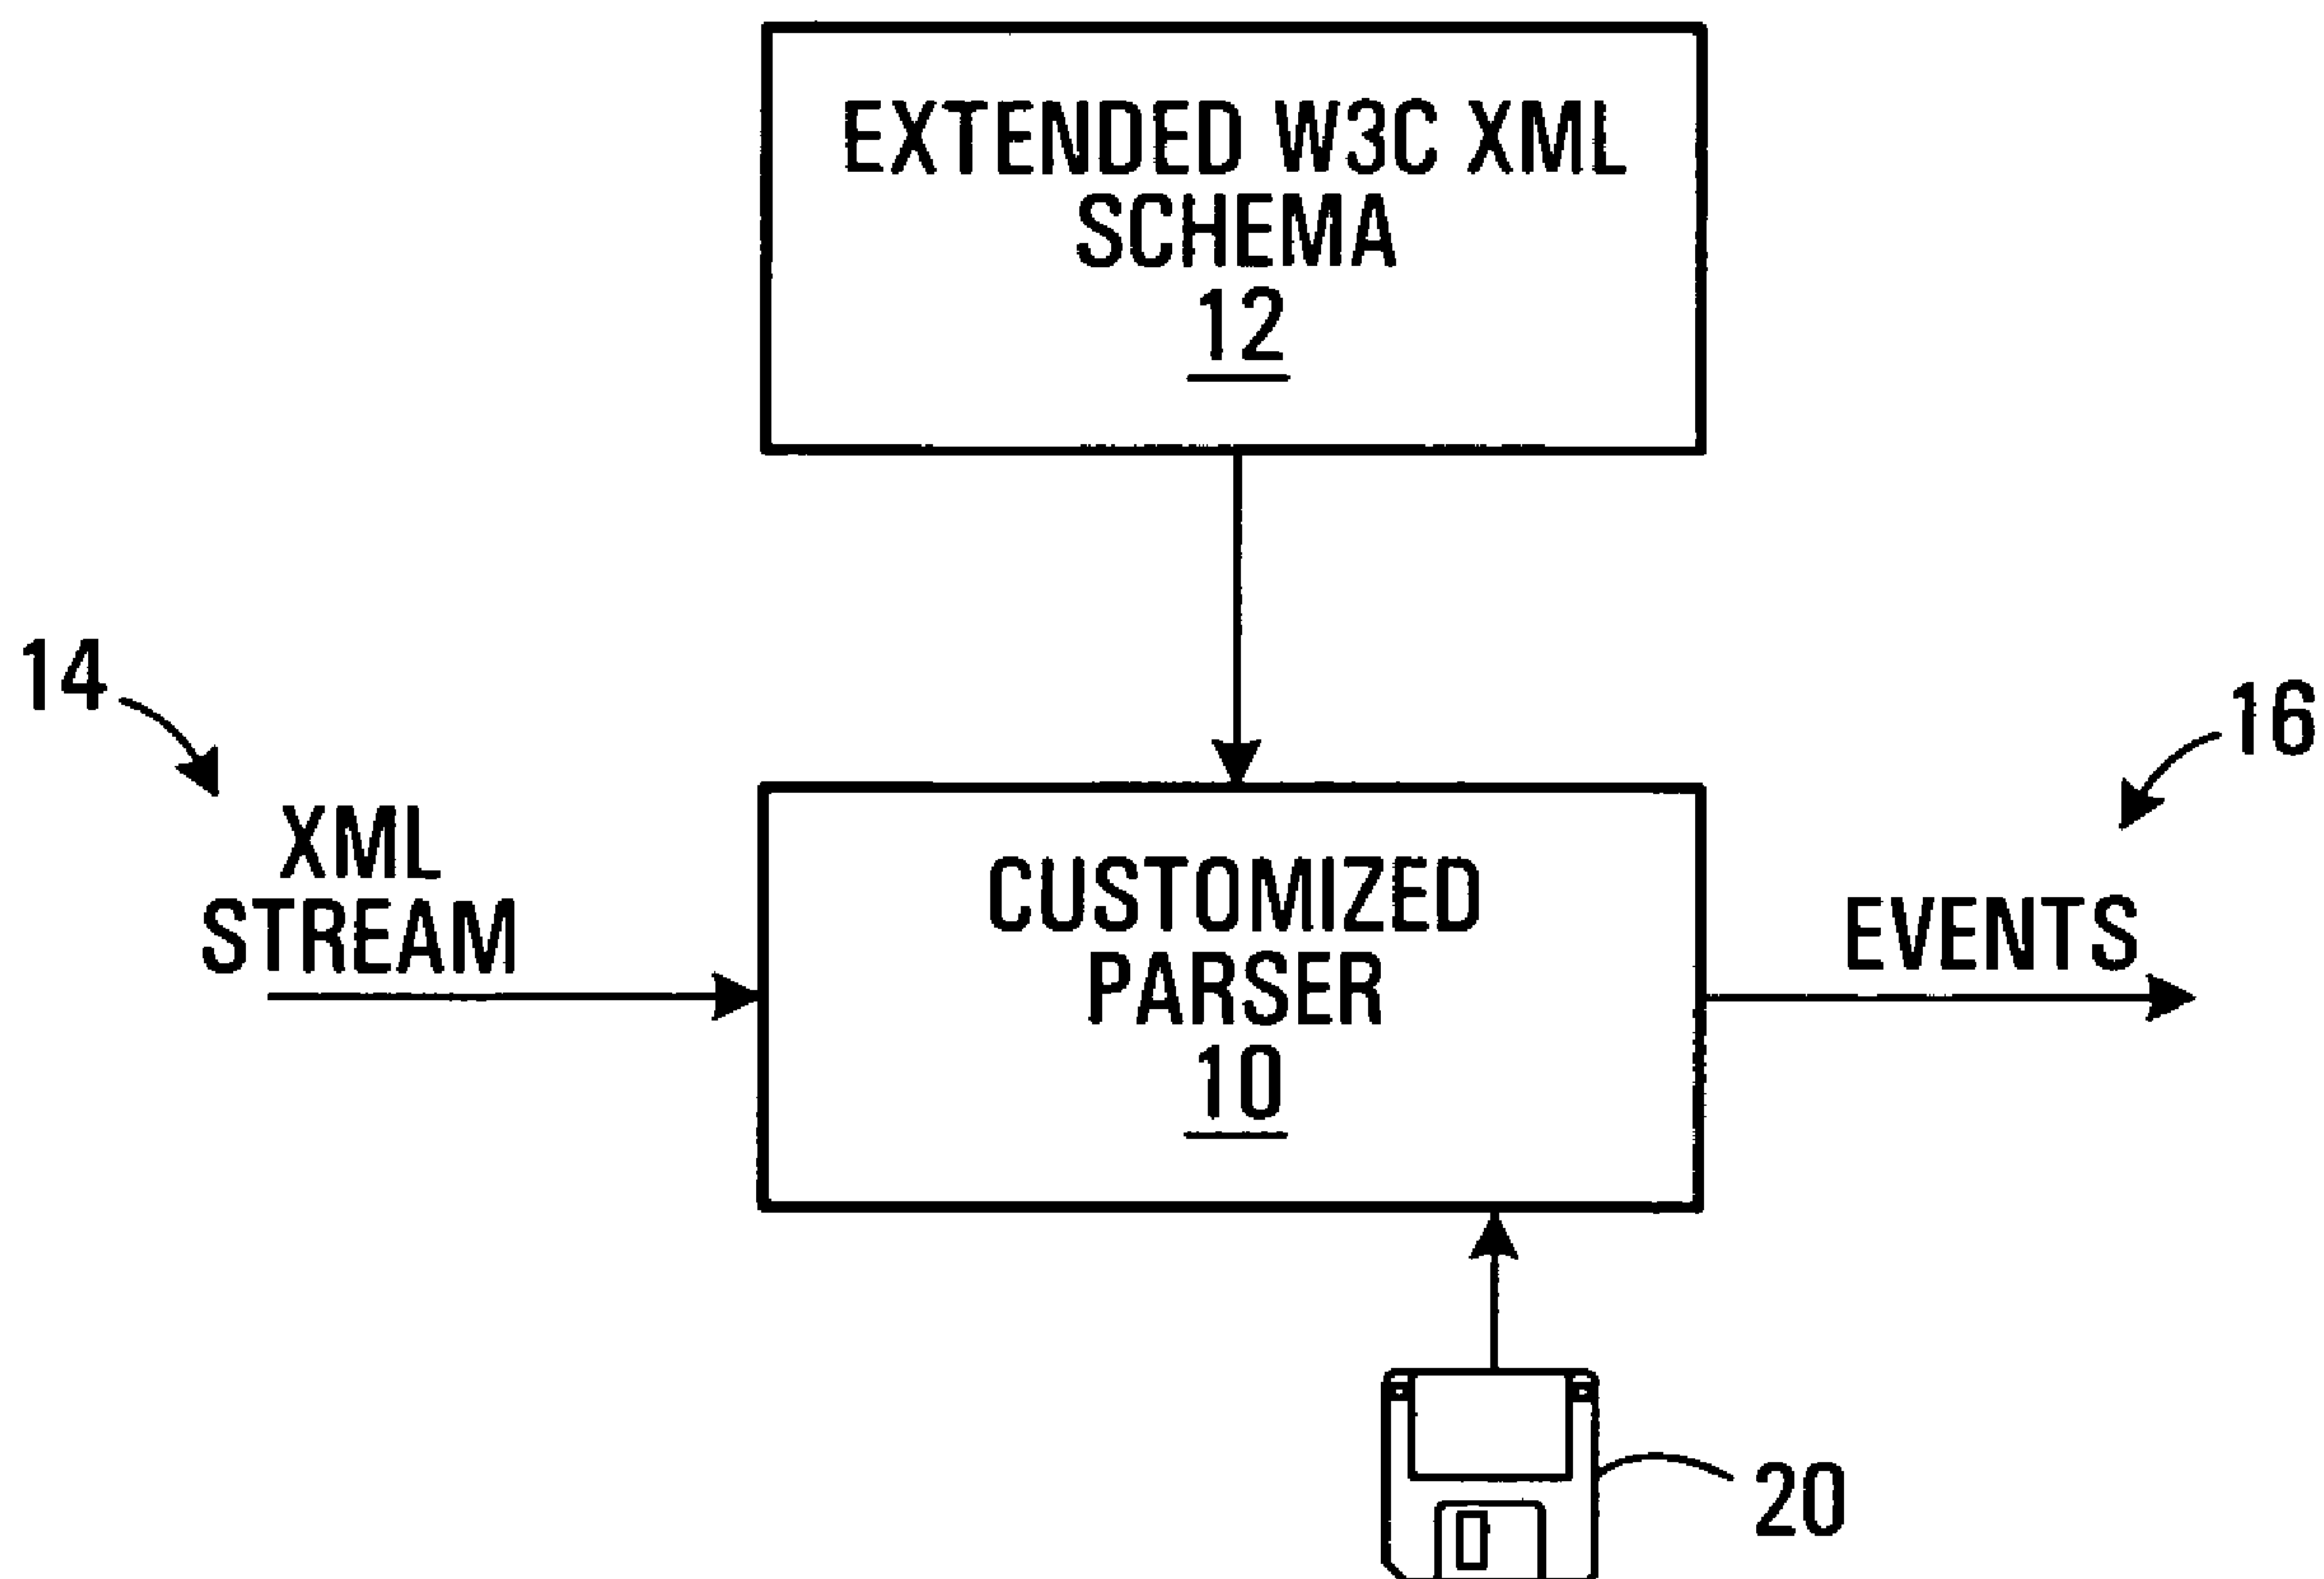 EXTENDED W3C XML
SCHEMA
12
14
16
XML
STREAM
CUSTOMIZED
PARSER
10
EVENTS
20